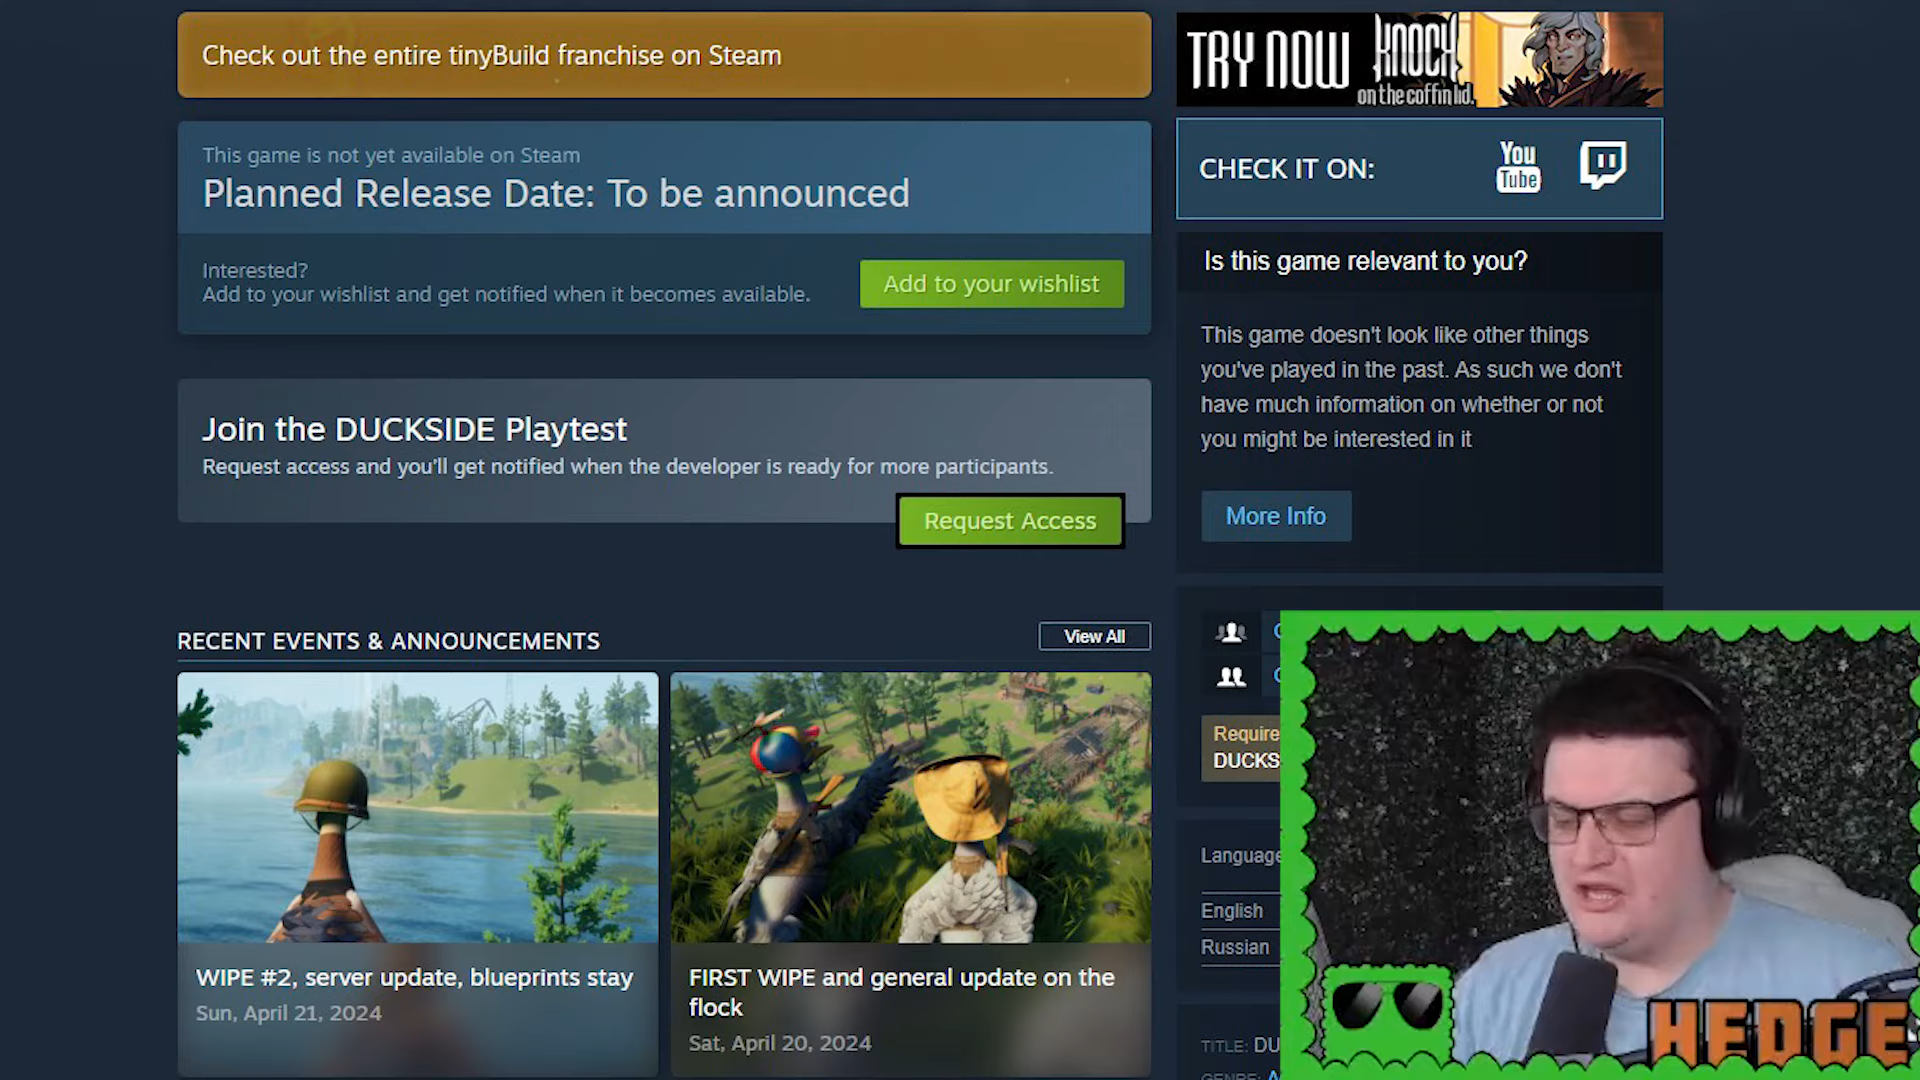 Check out the entire tinyBuild franchise on Steam
This game is not yet available on Steam
Planned Release Date: To be announced
Interested?
Add to your wishlist and get notified when it becomes available.
Add to your wishlist
Join the DUCKSIDE Playtest
Request access and you'll get notified when the developer is ready for more participants.
Request Access
RECENT EVENTS & ANNOUNCEMENTS
View All
WIPE #2, server update, blueprints stay
Sun, April 21, 2024
FIRST WIPE and general update on the
flock
Sat, April 20, 2024
TRY NOW
KNOCK
on the coffin lid.
CHECK IT ON:
You
Tube
Is this game relevant to you?
This game doesn't look like other things
you've played in the past. As such we don't
have much information on whether or not
you might be interested in it
More Info
Require
DUCKS
Language
English
Russian
TITLE: DU
GENRE: A
HEDGE